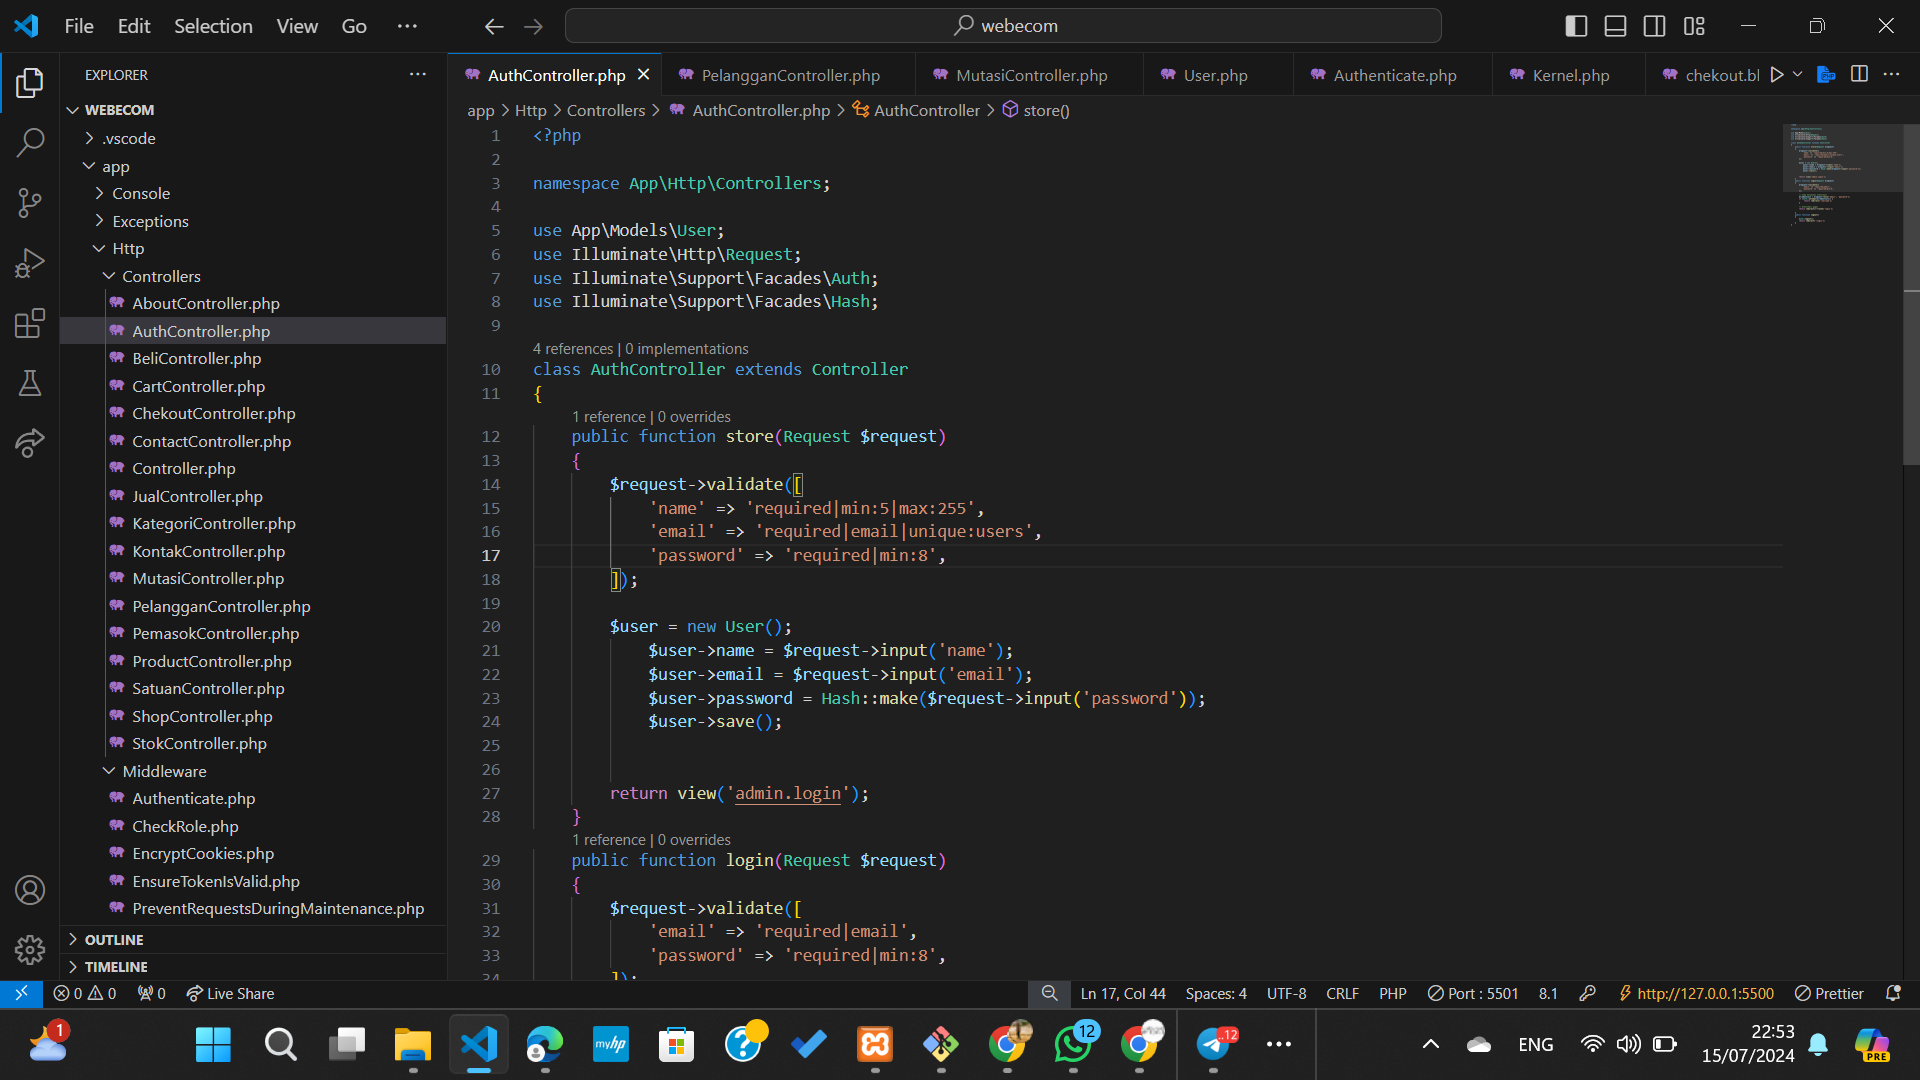 File Edit Selection View Go ···
webecom
EXPLORER
WEBECOM
.vscode
app
Console
Exceptions
Http
Controllers
AboutController.php
AuthController.php
BeliController.php
CartController.php
ChekoutController.php
ContactController.php
Controller.php
JualController.php
KategoriController.php
KontakController.php
MutasiController.php
PelangganController.php
PemasokController.php
ProductController.php
SatuanController.php
ShopController.php
StokController.php
Middleware
Authenticate.php
CheckRole.php
EncryptCookies.php
EnsureTokenIsValid.php
PreventRequestsDuringMaintenance.php
OUTLINE
TIMELINE
AuthController.php PelangganController.php MutasiController.php User.php Authenticate.php Kernel.php chekout.bl
app > Http > Controllers > AuthController.php > AuthController > store()
1 <?php
2
3 namespace App\Http\Controllers;
4
5 use App\Models\User;
6 use Illuminate\Http\Request;
7 use Illuminate\Support\Facades\Auth;
8 use Illuminate\Support\Facades\Hash;
9
4 references | 0 implementations
10 class AuthController extends Controller
11 {
1 reference | 0 overrides
12 public function store(Request $request)
13 {
14 $request->validate([
15 'name' => 'required|min:5|max:255',
16 'email' => 'required|email|unique:users',
17 'password' => 'required|min:8',
18 ]);
19
20 $user = new User();
21 $user->name = $request->input('name');
22 $user->email = $request->input('email');
23 $user->password = Hash::make($request->input('password'));
24 $user->save();
25
26
27 return view('admin.login');
28 }
1 reference | 0 overrides
29 public function login(Request $request)
30 {
31 $request->validate([
32 'email' => 'required|email',
33 'password' => 'required|min:8',
34 ]);
0 0 0 Live Share Ln 17, Col 44 Spaces: 4 UTF-8 CRLF PHP Port : 5501 8.1 http://127.0.0.1:5500 Prettier
1 myhp 12 12 ENG 22:53
15/07/2024
PRE